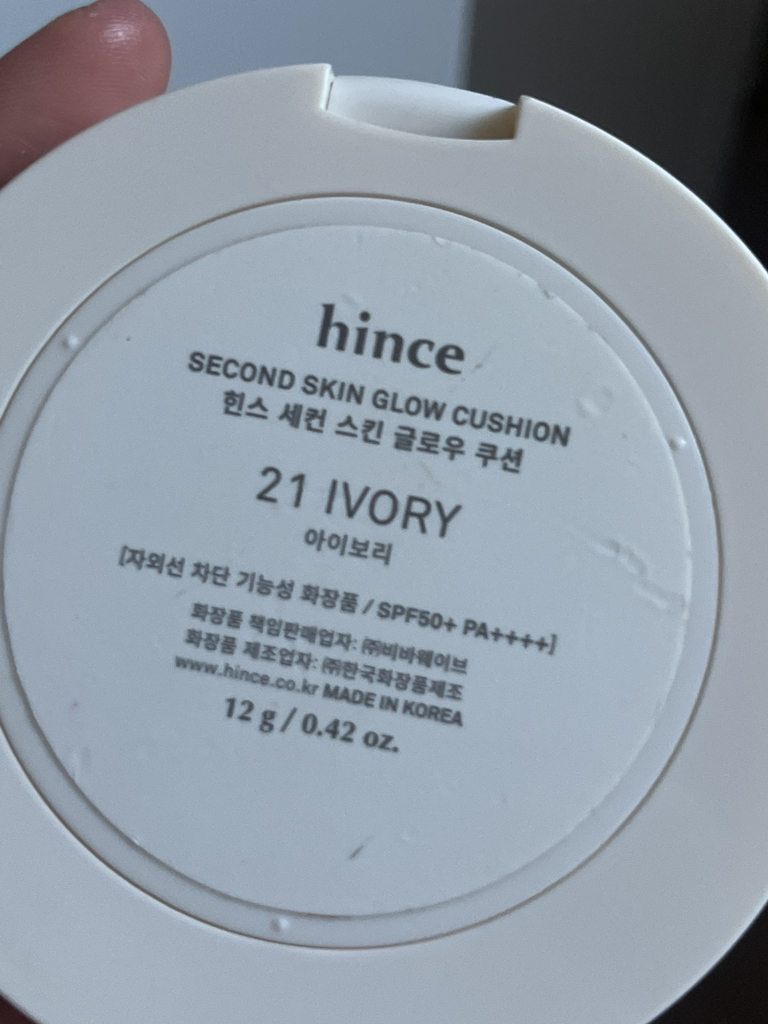 hince
SECOND SKIN GLOW CUSHION
힌스 세컨 스킨 글로우 쿠션
21 IVORY
아이보리
[자외선 차단 기능성 화장품 / SPF50+ PA++++]
화장품 책임판매업자: ㈜비바웨이브
화장품 제조업자: ㈜한국화장품제조
www.hince.co.kr MADE IN KOREA
12 g / 0.42 oz.